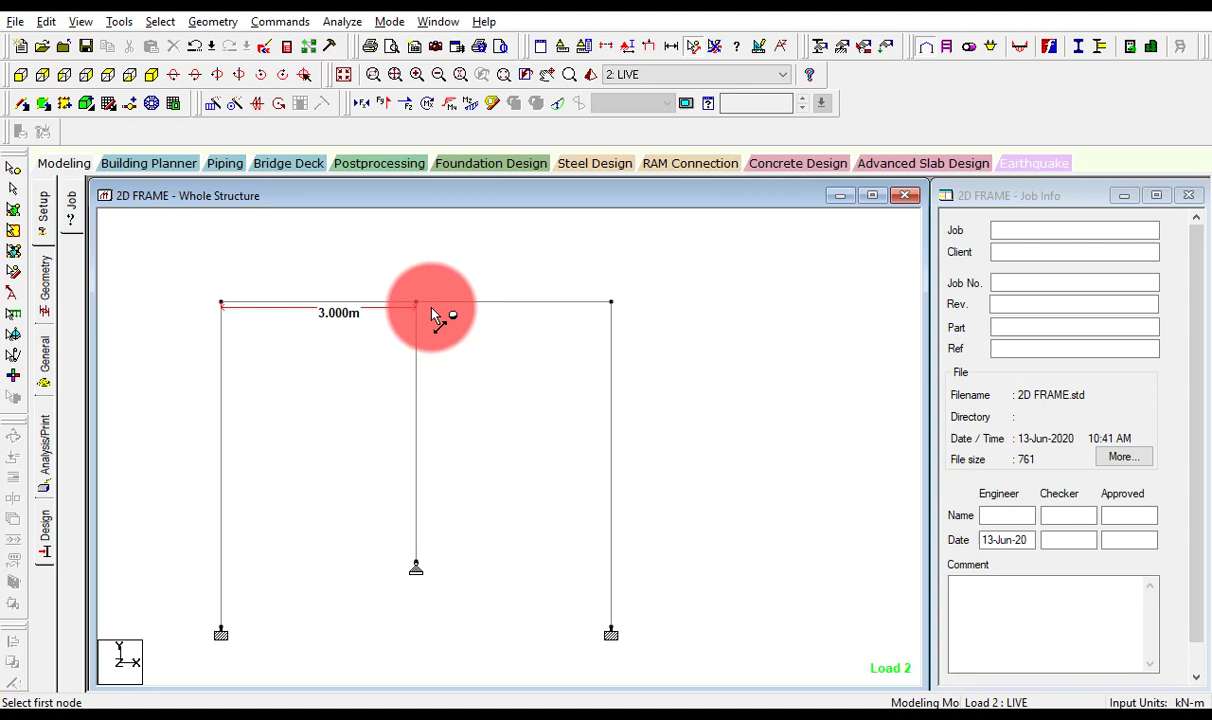 File Edit View Tools Select Geometry Commands Analyze Mode Window Help
2: LIVE
Modeling Building Planner Piping Bridge Deck Postprocessing Foundation Design Steel Design RAM Connection Concrete Design Advanced Slab Design Earthquake
Setup
Geometry
General
Analysis/Print
Design
Job
2D FRAME - Whole Structure
3.000m
Y
Z X
Load 2
2D FRAME - Job Info
Job
Client
Job No.
Rev.
Part
Ref
File
Filename : 2D FRAME.std
Directory :
Date / Time : 13-Jun-2020 10:41 AM
File size : 761
More...
Engineer Checker Approved
Name
Date 13-Jun-20
Comment
Select first node
Modeling Mo Load 2 : LIVE Input Units: kN-m